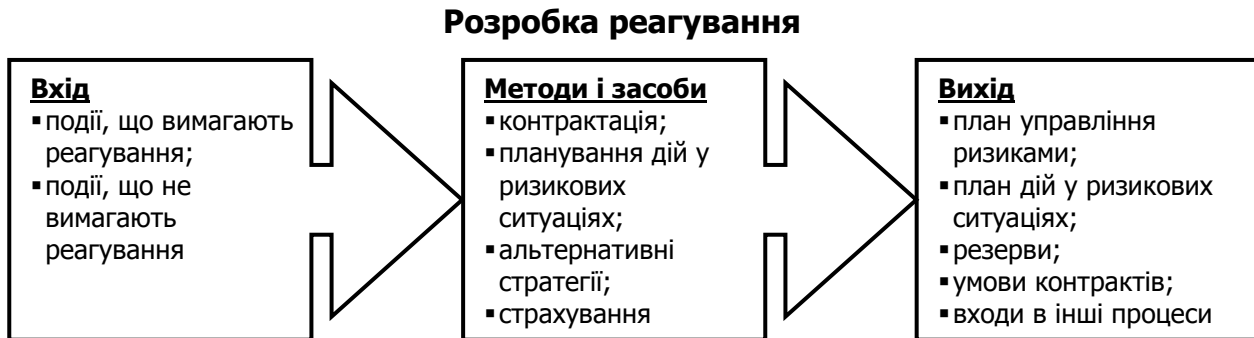 Розробка реагування
Вхід
▪події, що вимагають
реагування;
▪події, що не
вимагають
реагування
Методи і засоби
▪контрактація;
▪планування дій у
ризикових
ситуаціях;
▪альтернативні
стратегії;
▪страхування
Вихід
▪план управління
ризиками;
▪план дій у ризикових
ситуаціях;
▪резерви;
▪умови контрактів;
▪входи в інші процеси